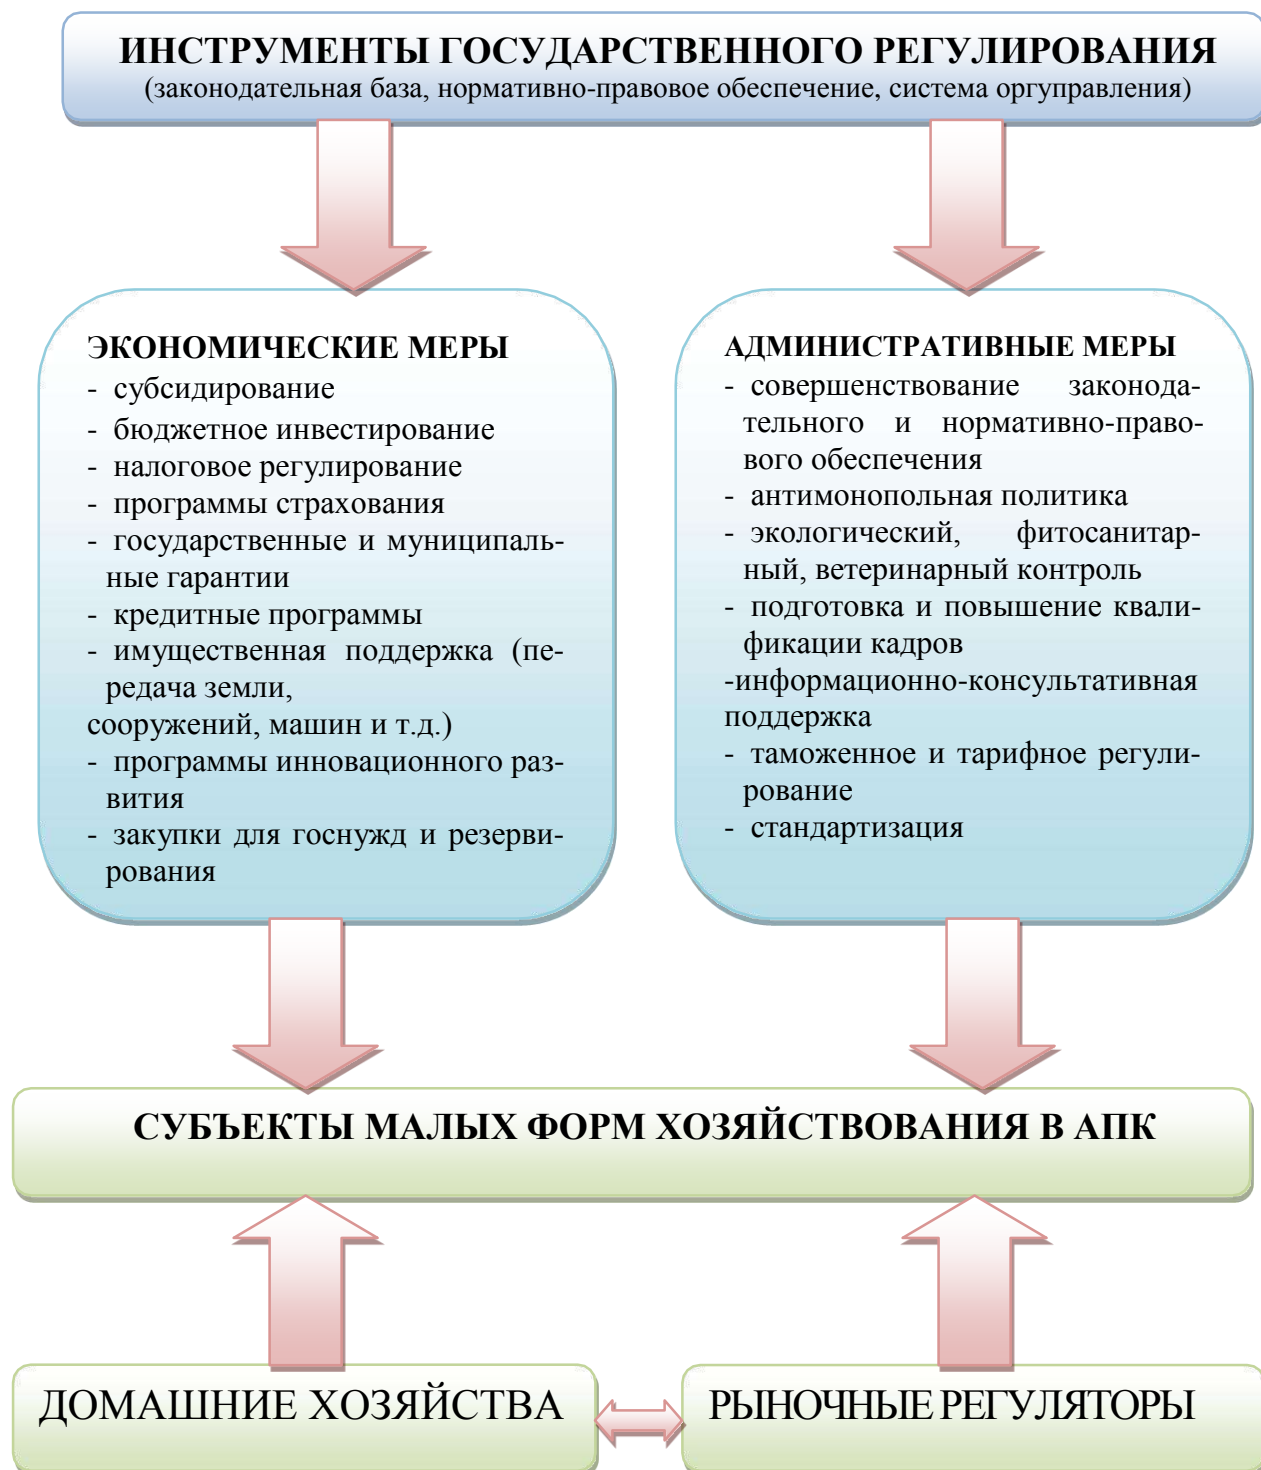 ИНСТРУМЕНТЫ ГОСУДАРСТВЕННОГО РЕГУЛИРОВАНИЯ
(законодательная база, нормативно-правовое обеспечение, система оргуправления)
ЭКОНОМИЧЕСКИЕ МЕРЫ
- субсидирование
- бюджетное инвестирование
- налоговое регулирование
- программы страхования
- государственные и муниципаль-
ные гарантии
- кредитные программы
- имущественная поддержка (пе-
редача земли,
сооружений, машин и т.д.)
- программы инновационного раз-
вития
- закупки для госнужд и резерви-
рования
АДМИНИСТРАТИВНЫЕ МЕРЫ
- совершенствование законода-
тельного и нормативно-право-
вого обеспечения
- антимонопольная политика
- экологический, фитосанитар-
ный, ветеринарный контроль
- подготовка и повышение квали-
фикации кадров
-информационно-консультативная
поддержка
- таможенное и тарифное регули-
рование
- стандартизация
СУБЪЕКТЫ МАЛЫХ ФОРМ ХОЗЯЙСТВОВАНИЯ В АПК
ДОМАШНИЕ ХОЗЯЙСТВА
РЫНОЧНЫЕ РЕГУЛЯТОРЫ